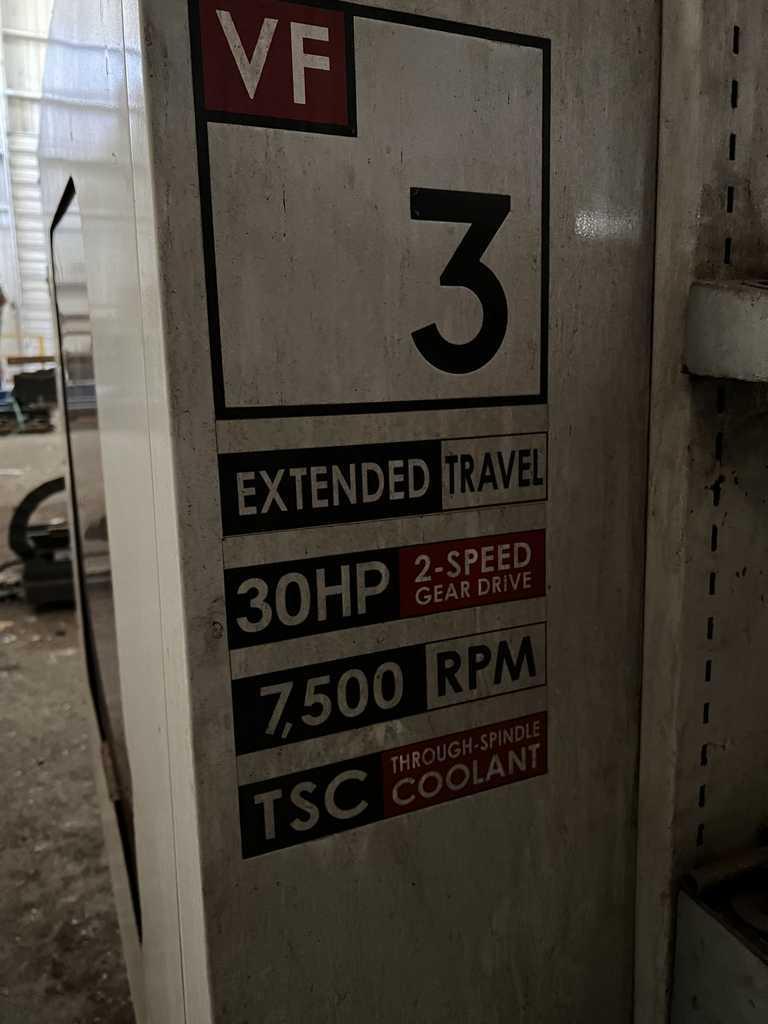 VF
3
EXTENDED TRAVEL
30HP 2-SPEED
GEAR DRIVE
7,500 RPM
TSC THROUGH-SPINDLE
COOLANT